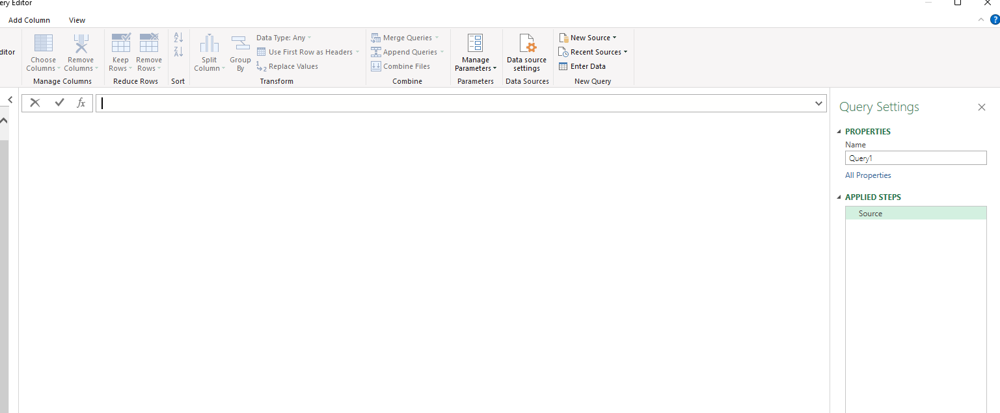 ery Editor
Add Column View
ditor
Choose Columns
Remove Columns
Manage Columns
Keep Rows
Remove Rows
Reduce Rows
A Z
Z A
Sort
Split Column
Group By
Data Type: Any
Use First Row as Headers
1 2 Replace Values
Transform
Merge Queries
Append Queries
Combine Files
Combine
Manage Parameters
Parameters
Data source settings
Data Sources
New Source
Recent Sources
Enter Data
New Query
?
fx
Query Settings
PROPERTIES
Name
Query1
All Properties
APPLIED STEPS
Source